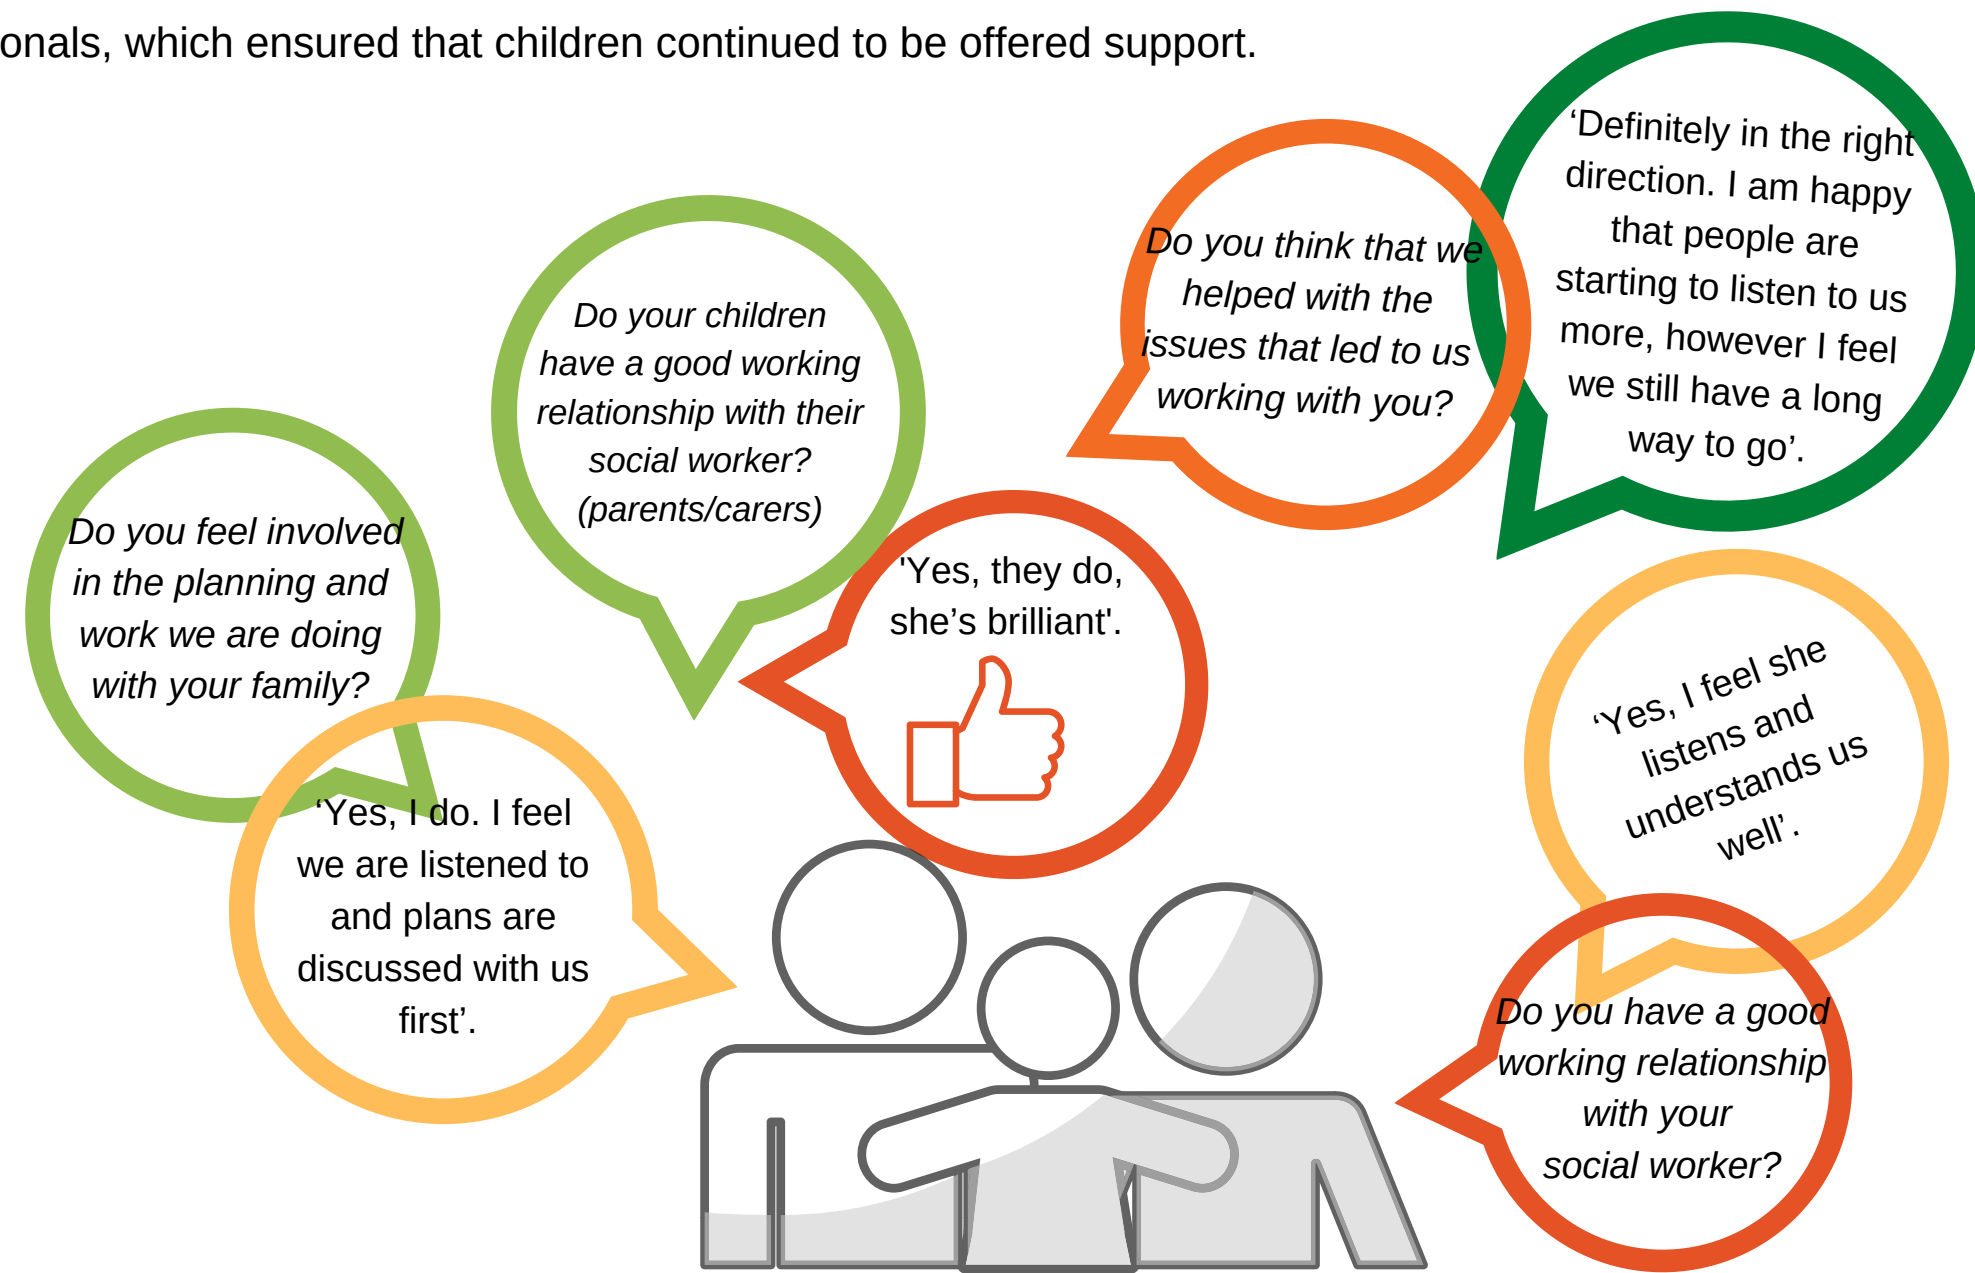 onals, which ensured that children continued to be offered support.
Do you feel involved
in the planning and
work we are doing
with your family?
‘Yes, I do. I feel
we are listened to
and plans are
discussed with us
first’.
Do your children
have a good working
relationship with their
social worker?
(parents/carers)
'Yes, they do,
she’s brilliant'.
Do you think that we
helped with the
issues that led to us
working with you?
‘Definitely in the right
direction. I am happy
that people are
starting to listen to us
more, however I feel
we still have a long
way to go’.
Do you have a good
working relationship
with your
social worker?
‘Yes, I feel she
listens and
understands us
well’.